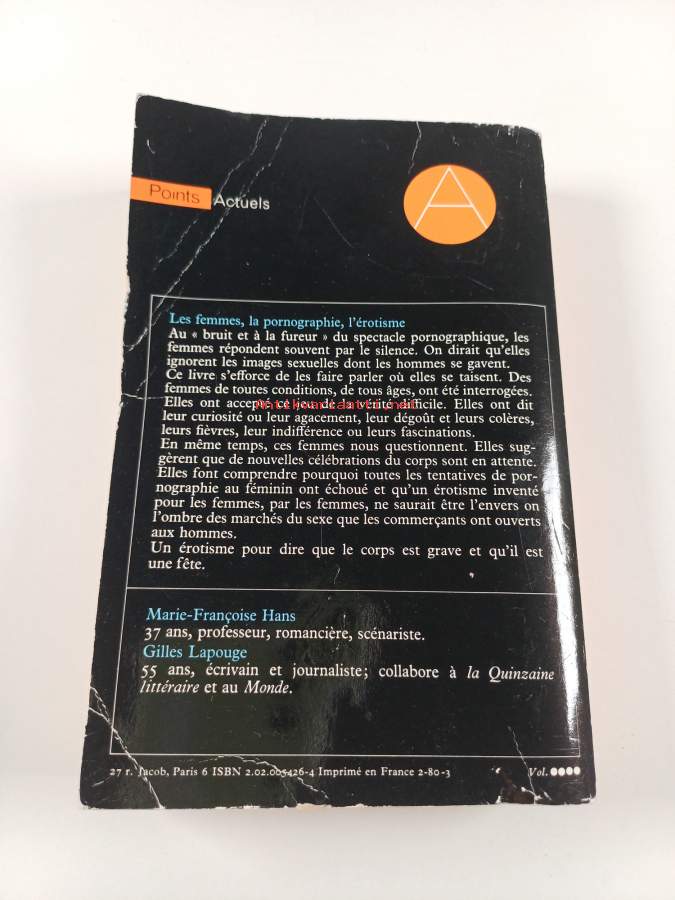 Points Actuels
A
Les femmes, la pornographie, l'érotisme
Au « bruit et à la fureur » du spectacle pornographique, les
femmes répondent souvent par le silence. On dirait qu'elles
ignorent les images sexuelles dont les hommes se gavent.
Ce livre s'efforce de les faire parler où elles se taisent. Des
femmes de toutes conditions, de tous âges, ont été interrogées.
Elles ont accepté ce jeu de la vérité difficile. Elles ont dit
Antikvariaatti.net
leur curiosité ou leur agacement, leur dégoût et leurs colères,
leurs fièvres, leur indifférence ou leurs fascinations.
En même temps, ces femmes nous questionnent. Elles sug-
gèrent que de nouvelles célébrations du corps sont en attente.
Elles font comprendre pourquoi toutes les tentatives de por-
nographie au féminin ont échoué et qu'un érotisme inventé
pour les femmes, par les femmes, ne saurait être l'envers on
l'ombre des marchés du sexe que les commerçants ont ouverts
aux hommes.
Un érotisme pour dire que le corps est grave et qu'il est
une fête.
Marie-Françoise Hans
37 ans, professeur, romancière, scénariste.
Gilles Lapouge
55 ans, écrivain et journaliste; collabore à la Quinzaine
littéraire et au Monde.
27 r. Jacob, Paris 6 ISBN 2.02.005426-4 Imprimé en France 2-80-3 Vol.